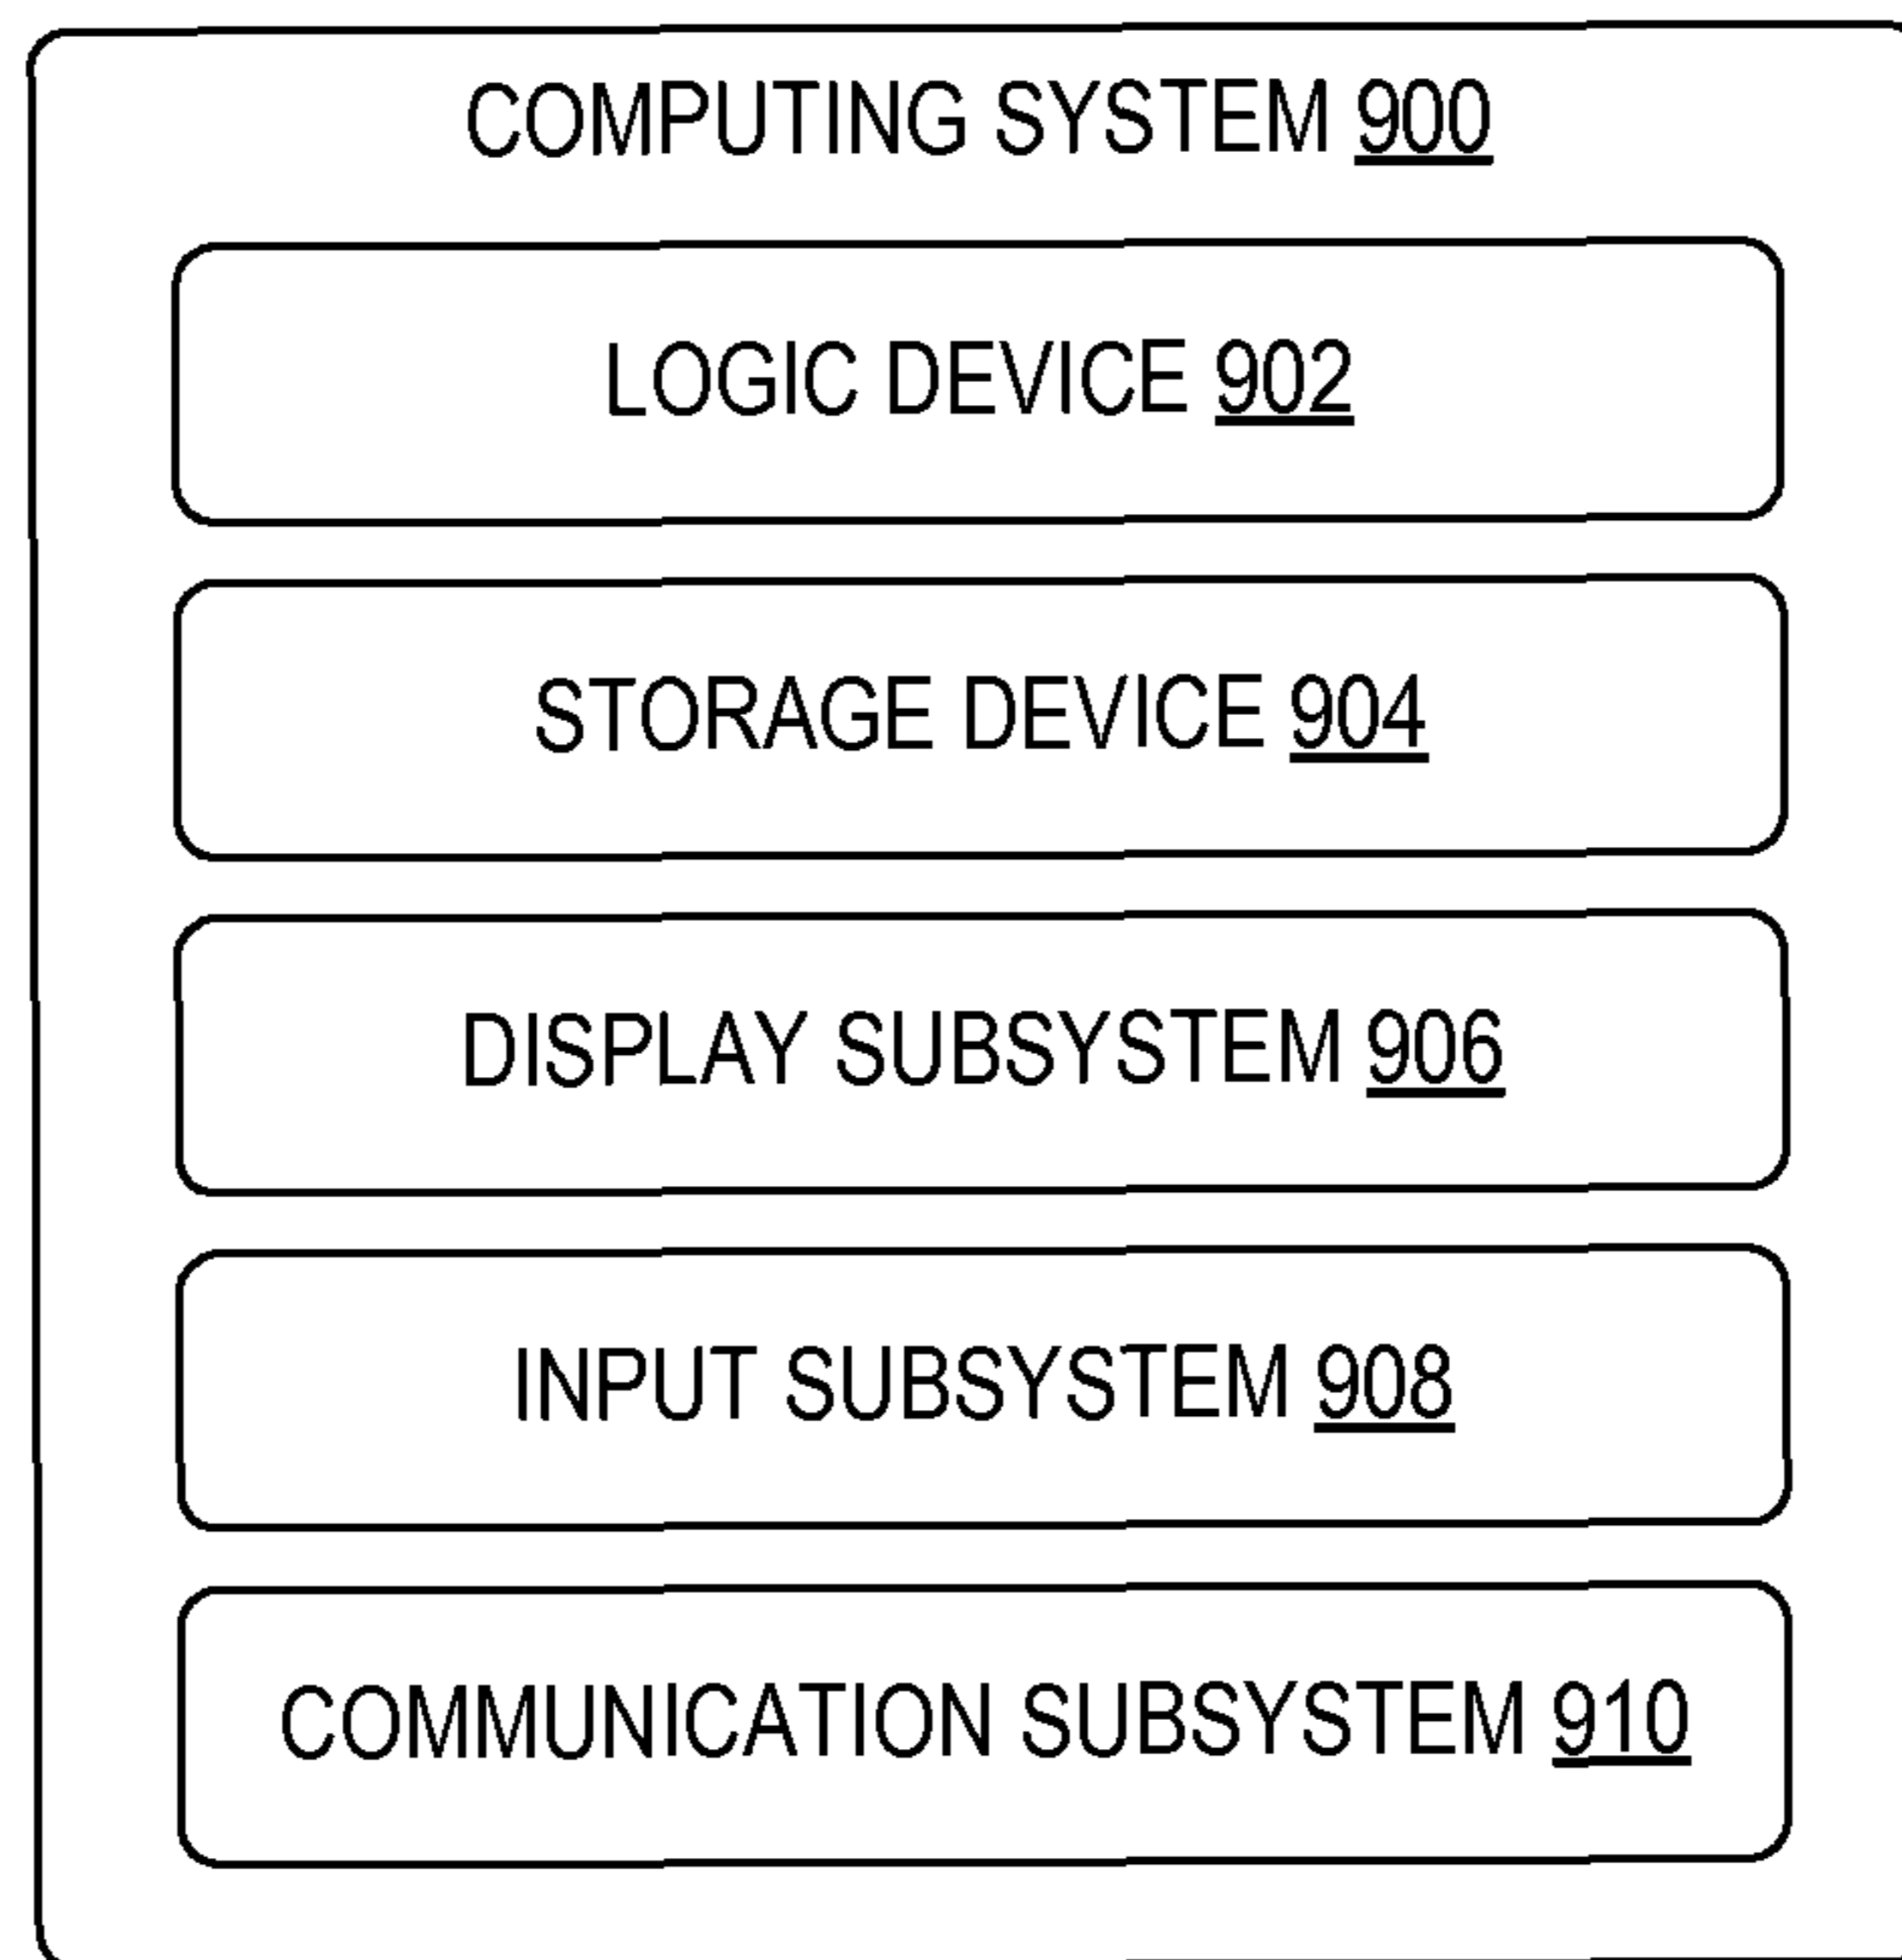 COMPUTING SYSTEM 900
LOGIC DEVICE 902
STORAGE DEVICE 904
DISPLAY SUBSYSTEM 906
INPUT SUBSYSTEM 908
COMMUNICATION SUBSYSTEM 910